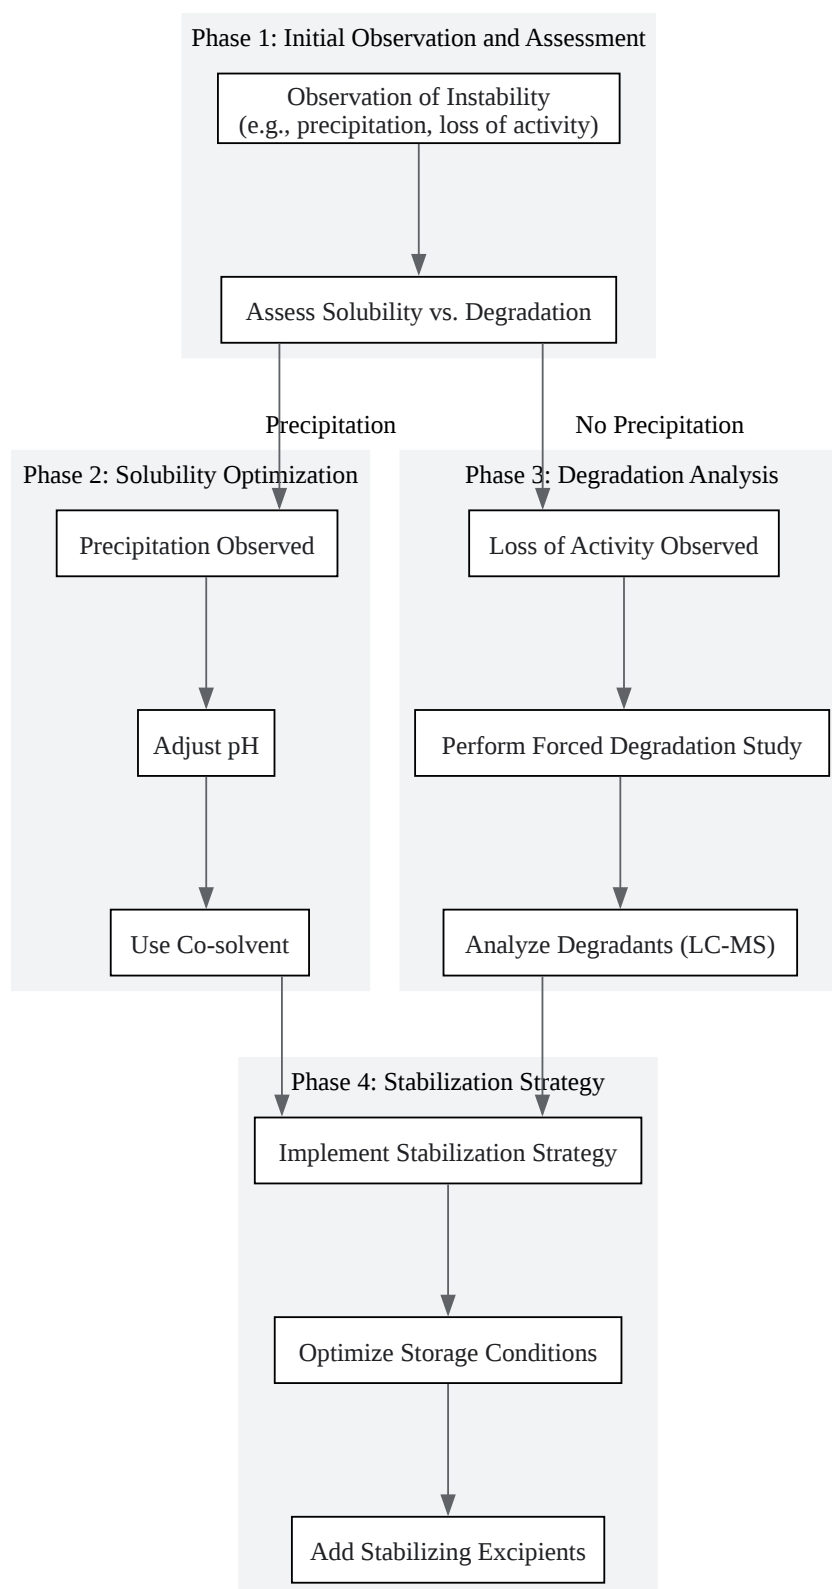 Phase 1: Initial Observation and Assessment
Observation of Instability
(e.g., precipitation, loss of activity)
Assess Solubility vs. Degradation
Precipitation
No Precipitation
Phase 2: Solubility Optimization
Precipitation Observed
Adjust pH
Use Co-solvent
Phase 3: Degradation Analysis
Loss of Activity Observed
Perform Forced Degradation Study
Analyze Degradants (LC-MS)
Phase 4: Stabilization Strategy
Implement Stabilization Strategy
Optimize Storage Conditions
Add Stabilizing Excipients